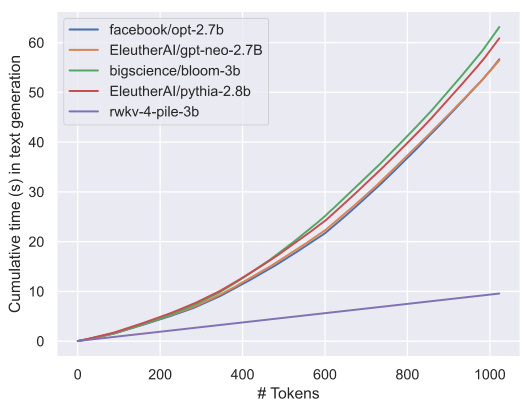 facebook/opt-2.7b
EleutherAI/gpt-neo-2.7B
bigscience/bloom-3b
EleutherAI/pythia-2.8b
rwkv-4-pile-3b
Cumulative time (s) in text generation
60
50
40
30
20
10
0
0 200 400 600 800 1000
# Tokens